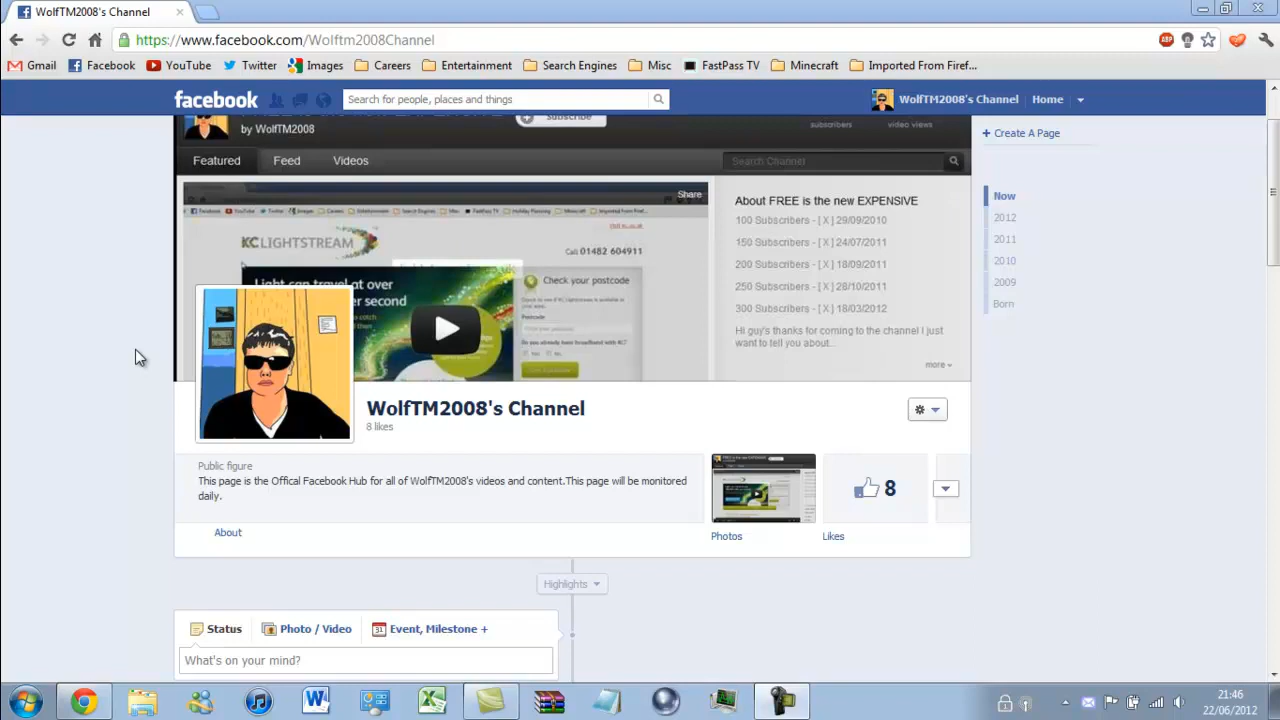 WolfTM2008's Channel
https://www.facebook.com/Wolftm2008Channel
ABP
Gmail Facebook YouTube Twitter Images Careers Entertainment Search Engines Misc FastPass TV Minecraft Imported From Firef...
facebook Search for people, places and things WolfTM2008's Channel Home
by WolfTM2008 Subscribe subscribers video views
+ Create A Page
Featured Feed Videos Search Channel
Share
Now
2012
2011
2010
2009
Born
KC LIGHTSTREAM Call 01482 604911
Light can travel at over
Check your postcode
About FREE is the new EXPENSIVE
100 Subscribers - [ X ] 29/09/2010
150 Subscribers - [ X ] 24/07/2011
200 Subscribers - [ X ] 18/09/2011
250 Subscribers - [ X ] 28/10/2011
300 Subscribers - [ X ] 18/03/2012
Hi guy's thanks for coming to the channel I just
want to tell you about...
more
WolfTM2008's Channel
8 likes
Public figure
This page is the Offical Facebook Hub for all of WolfTM2008's videos and content.This page will be monitored
daily.
About
8
Photos Likes
Highlights
Status Photo / Video 31 Event, Milestone +
What's on your mind?
21:46
22/06/2012